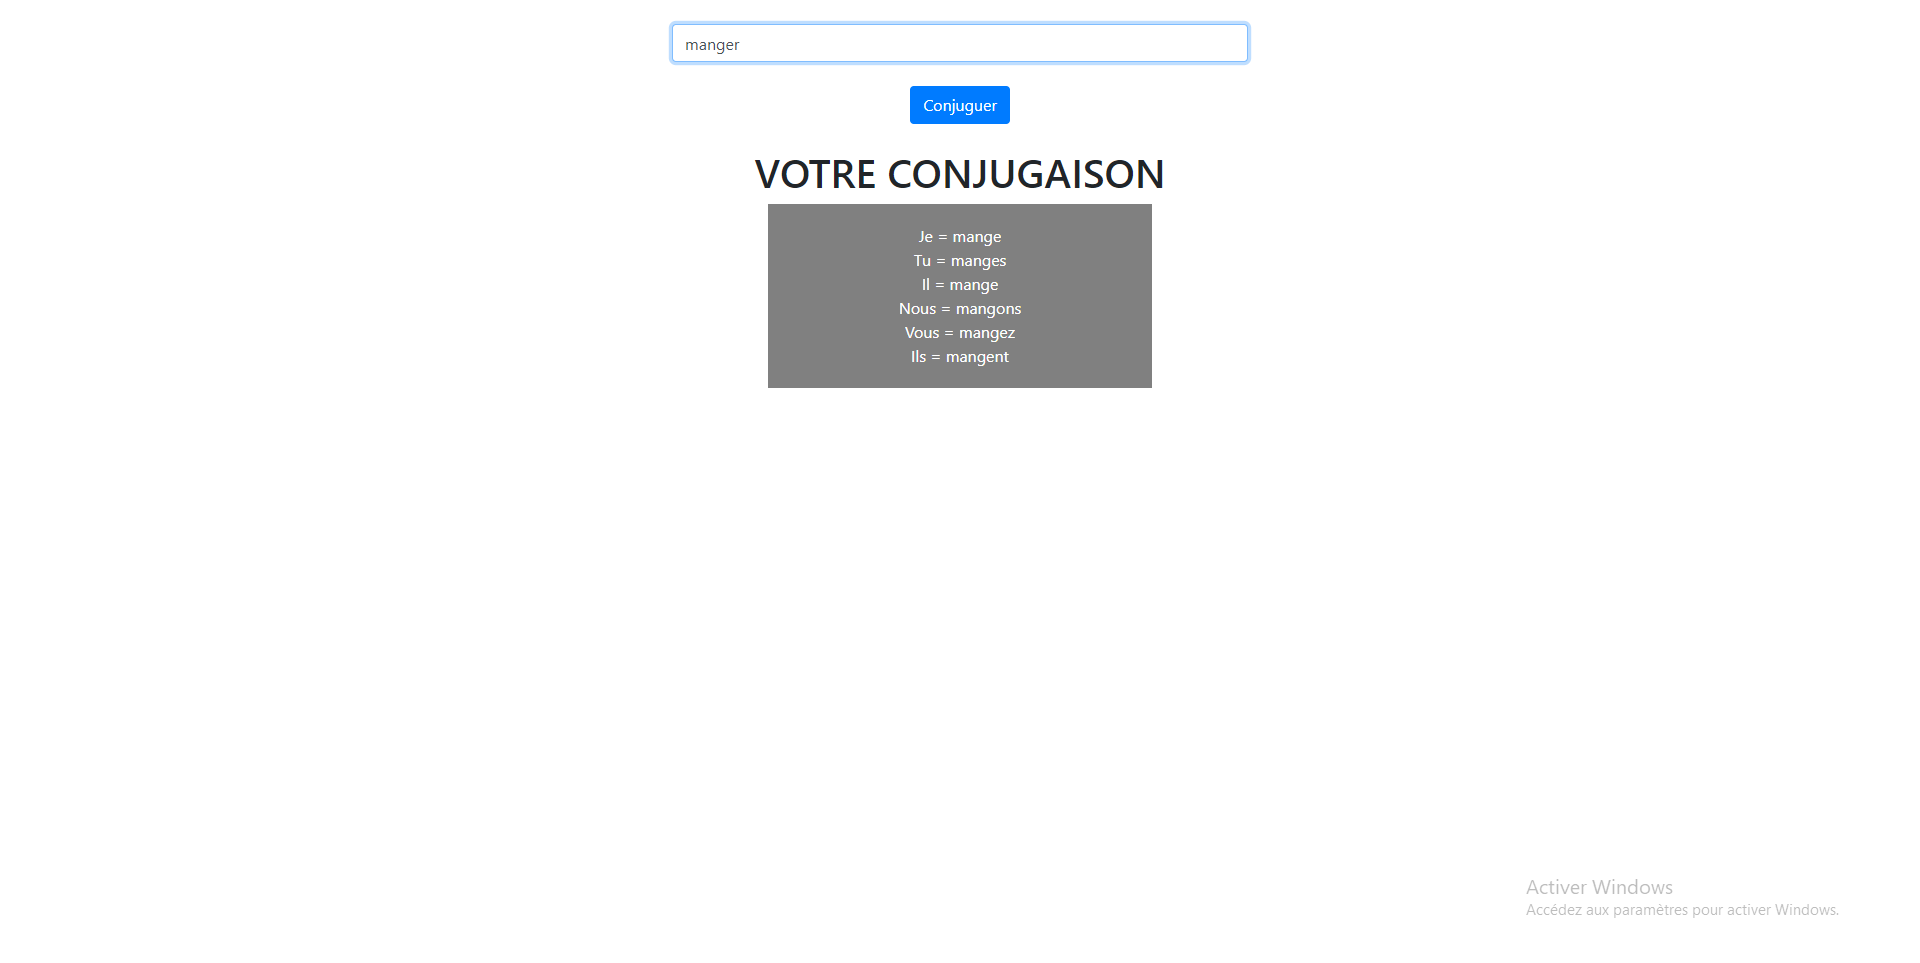 manger
Conjuguer
VOTRE CONJUGAISON
Je = mange
Tu = manges
Il = mange
Nous = mangons
Vous = mangez
Ils = mangent
Activer Windows
Accédez aux paramètres pour activer Windows.